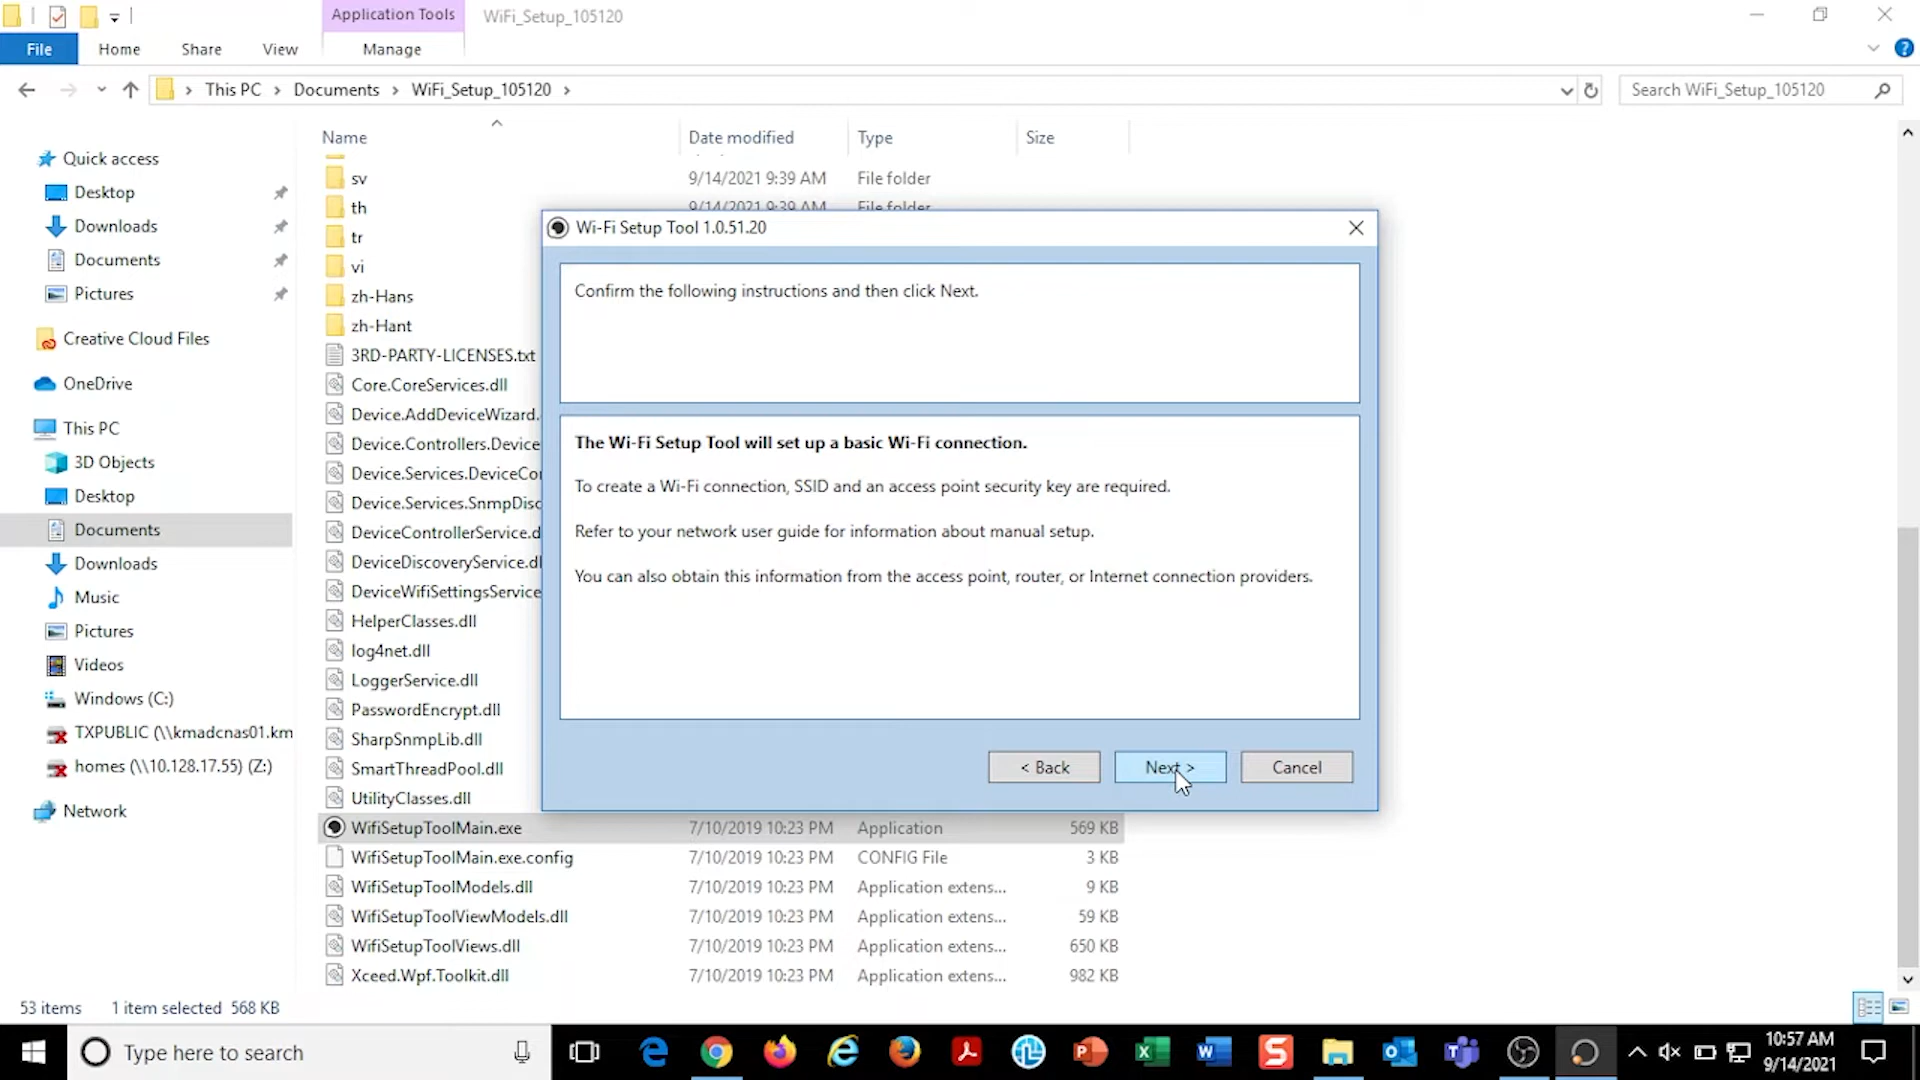 Application Tools
WiFi_Setup_105120
File
Home
Share
View
Manage
This PC
Documents
WiFi_Setup_105120
Search WiFi_Setup_105120
Quick access
Desktop
Downloads
Documents
Pictures
Creative Cloud Files
OneDrive
This PC
3D Objects
Desktop
Documents
Downloads
Music
Pictures
Videos
Windows (C:)
TXPUBLIC (\\kmadcnas01.km
homes (\\10.128.17.55) (Z:)
Network
Name
Date modified
Type
Size
sv 9/14/2021 9:39 AM File folder
th 9/14/2021 9:39 AM File folder
tr
vi
zh-Hans
zh-Hant
3RD-PARTY-LICENSES.txt
Core.CoreServices.dll
Device.AddDeviceWizard.
Device.Controllers.Device
Device.Services.DeviceCo
Device.Services.SnmpDisc
DeviceControllerService.d
DeviceDiscoveryService.dl
DeviceWifiSettingsService
HelperClasses.dll
log4net.dll
LoggerService.dll
PasswordEncrypt.dll
SharpSnmpLib.dll
SmartThreadPool.dll
UtilityClasses.dll
WifiSetupToolMain.exe 7/10/2019 10:23 PM Application 569 KB
WifiSetupToolMain.exe.config 7/10/2019 10:23 PM CONFIG File 3 KB
WifiSetupToolModels.dll 7/10/2019 10:23 PM Application extens... 9 KB
WifiSetupToolViewModels.dll 7/10/2019 10:23 PM Application extens... 59 KB
WifiSetupToolViews.dll 7/10/2019 10:23 PM Application extens... 650 KB
Xceed.Wpf.Toolkit.dll 7/10/2019 10:23 PM Application extens... 982 KB
Wi-Fi Setup Tool 1.0.51.20
Confirm the following instructions and then click Next.
The Wi-Fi Setup Tool will set up a basic Wi-Fi connection.
To create a Wi-Fi connection, SSID and an access point security key are required.
Refer to your network user guide for information about manual setup.
You can also obtain this information from the access point, router, or Internet connection providers.
< Back
Next >
Cancel
53 items
1 item selected 568 KB
Type here to search
10:57 AM
9/14/2021